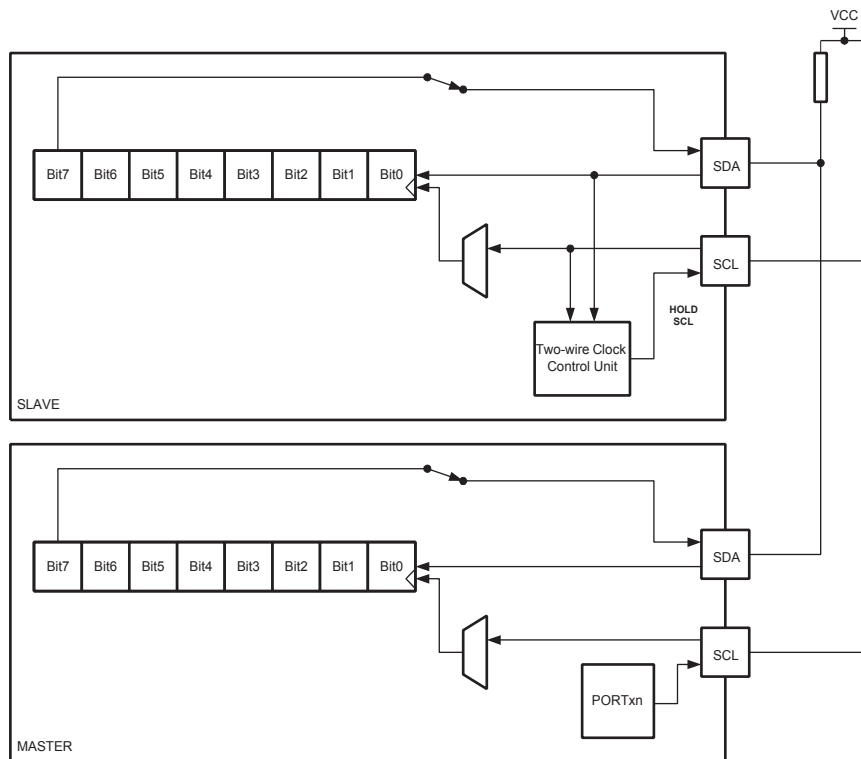 VCC
SDA
Bit7 Bit6 Bit5 Bit4 Bit3 Bit2 Bit1 Bit0
SCL
HOLD
SCL
Two-wire Clock
Control Unit
SLAVE
SDA
Bit7 Bit6 Bit5 Bit4 Bit3 Bit2 Bit1 Bit0
SCL
PORTxn
MASTER